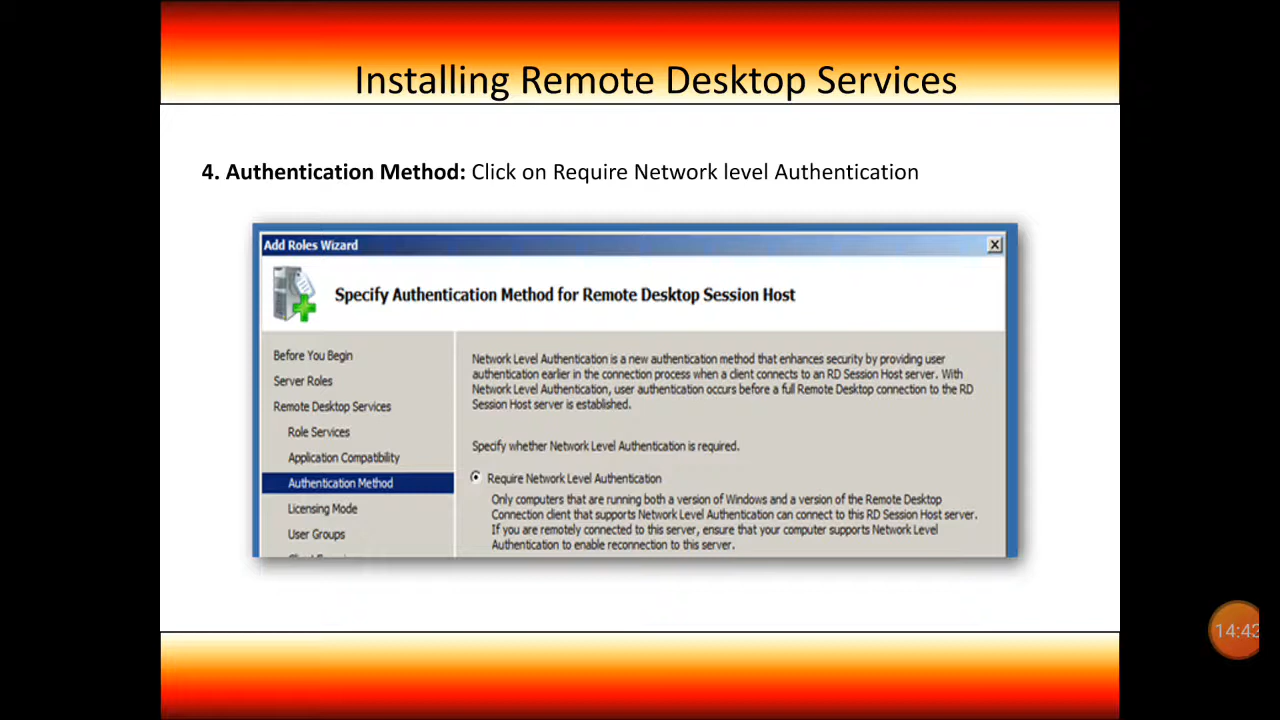 Installing Remote Desktop Services
4. Authentication Method: Click on Require Network level Authentication
Add Roles Wizard
Specify Authentication Method for Remote Desktop Session Host
Before You Begin
Server Roles
Remote Desktop Services
Role Services
Application Compatibility
Authentication Method
Licensing Mode
User Groups
Network Level Authentication is a new authentication method that enhances security by providing user
authentication earlier in the connection process when a client connects to an RD Session Host server. With
Network Level Authentication, user authentication occurs before a full Remote Desktop connection to the RD
Session Host server is established.
Specify whether Network Level Authentication is required.
Require Network Level Authentication
Only computers that are running both a version of Windows and a version of the Remote Desktop
Connection client that supports Network Level Authentication can connect to this RD Session Host server.
If you are remotely connected to this server, ensure that your computer supports Network Level
Authentication to enable reconnection to this server.
14:43